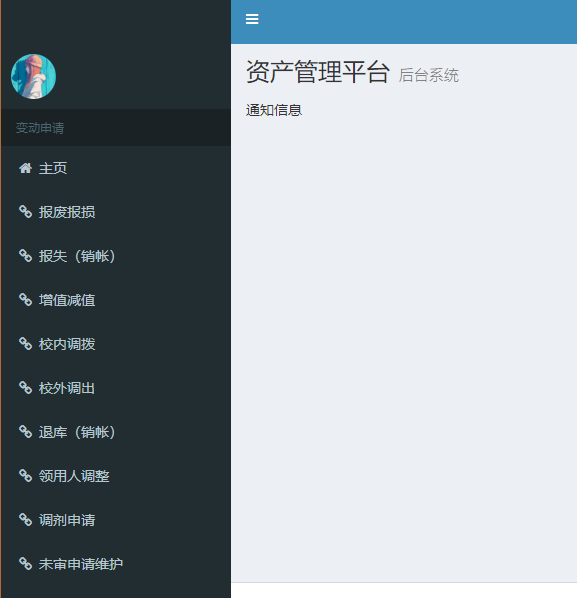 变动申请
主页
报废报损
报失（销帐）
增值减值
校内调拨
校外调出
退库（销帐）
领用人调整
调剂申请
未审申请维护
资产管理平台 后台系统
通知信息